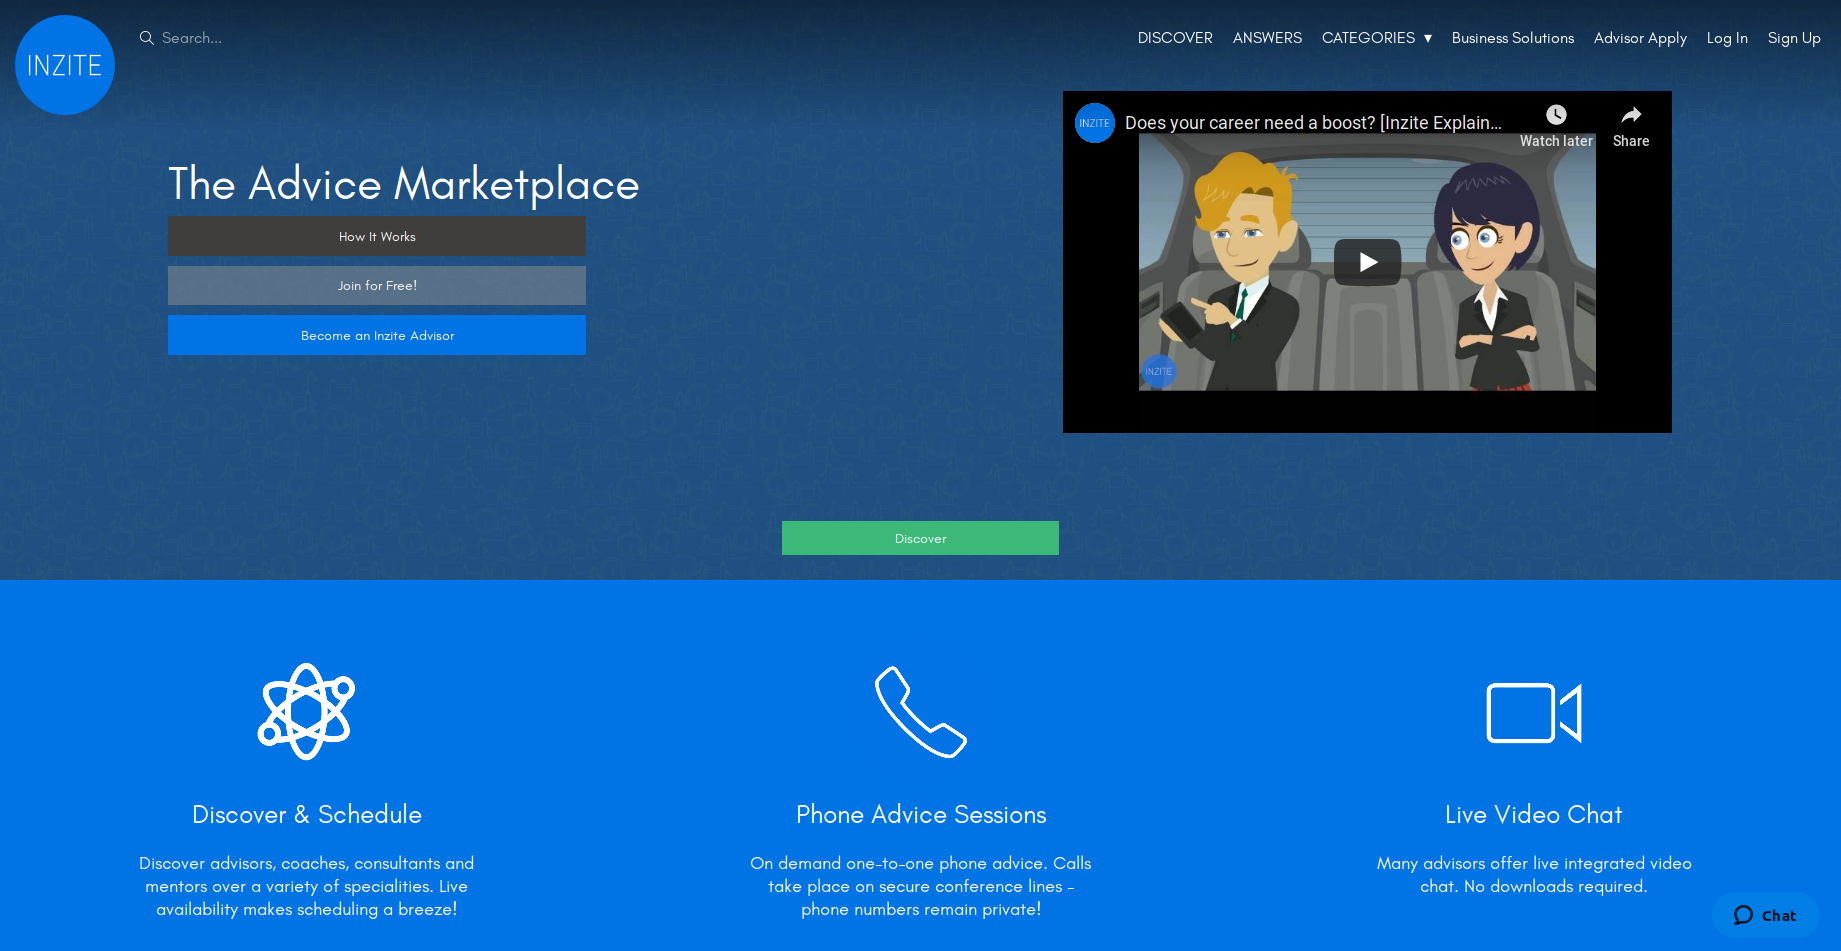 INZITE
Search...
DISCOVER ANSWERS CATEGORIES ▼ Business Solutions Advisor Apply Log In Sign Up
The Advice Marketplace
How It Works
Join for Free!
Become an Inzite Advisor
INZITE
Does your career need a boost? [Inzite Explain...
Watch later
Share
INZITE
Discover
Discover & Schedule
Discover advisors, coaches, consultants and
mentors over a variety of specialities. Live
availability makes scheduling a breeze!
Phone Advice Sessions
On demand one-to-one phone advice. Calls
take place on secure conference lines -
phone numbers remain private!
Live Video Chat
Many advisors offer live integrated video
chat. No downloads required.
Chat